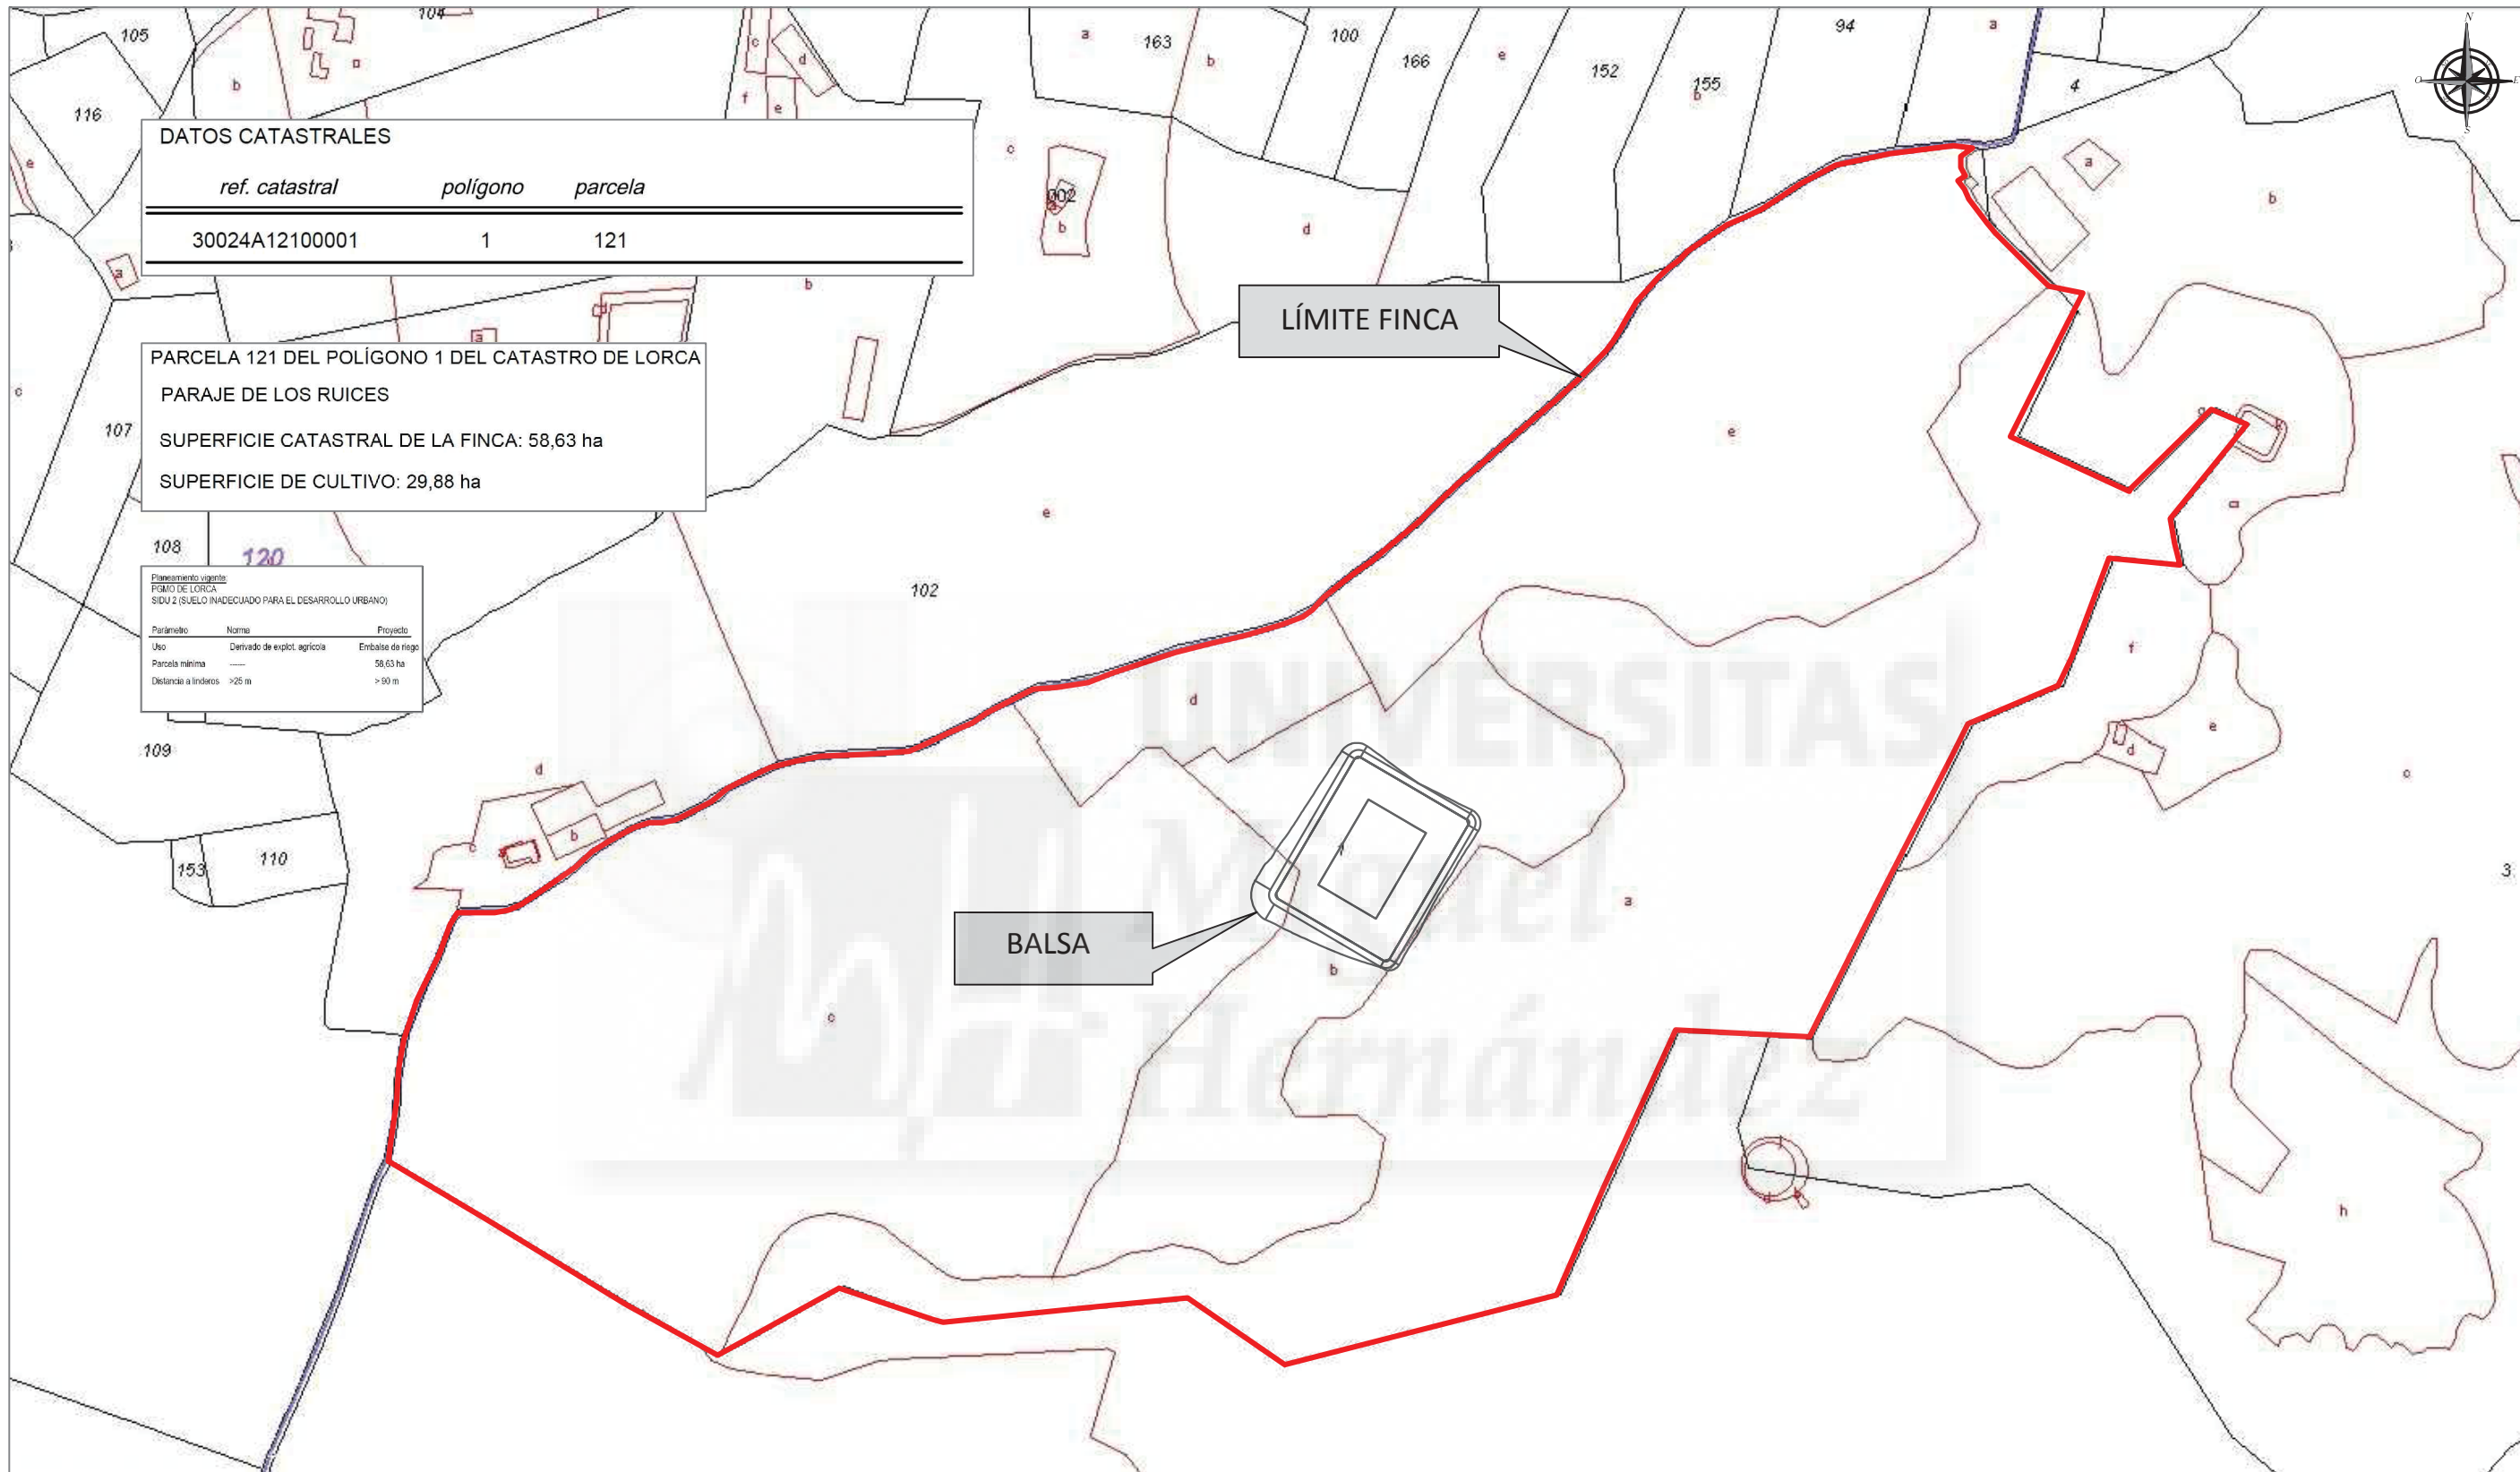 DATOS CATASTRALES
ref. catastral polígono parcela
30024A12100001 1 121
PARCELA 121 DEL POLÍGONO 1 DEL CATASTRO DE LORCA
PARAJE DE LOS RUICES
SUPERFICIE CATASTRAL DE LA FINCA: 58,63 ha
SUPERFICIE DE CULTIVO: 29,88 ha
Planeamiento vigente:
PGMO DE LORCA
SIDU 2 (SUELO INADECUADO PARA EL DESARROLLO URBANO)
Parámetro Norma Proyecto
Uso Derivado de explot. agrícola Embalse de riego
Parcela mínima ------ 58,63 ha
Distancia a linderos >25 m > 90 m
LÍMITE FINCA
BALSA
UNIVERSITAS
Miguel
Hernández
N
O
E
S
104
105
116
107
108
120
109
153
110
102
163
100
166
152
155
94
4
3
002
a
b
c
d
e
f
h